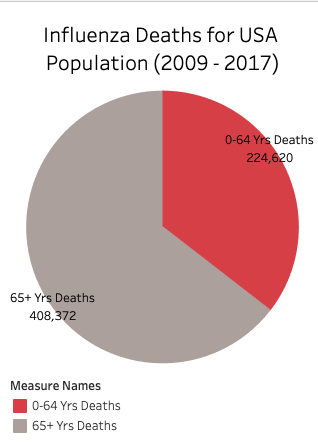 Influenza Deaths for USA
Population (2009 - 2017)
0-64 Yrs Deaths
224,620
65+ Yrs Deaths
408,372
Measure Names
0-64 Yrs Deaths
65+ Yrs Deaths